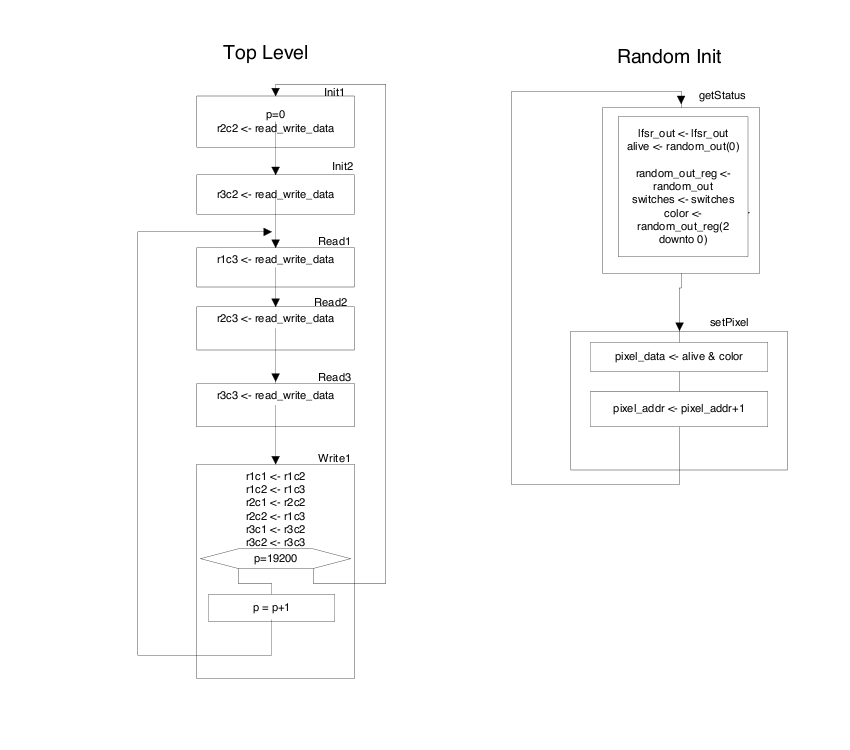 Top Level
Init1
p=0
r2c2 <- read_write_data
Init2
r3c2 <- read_write_data
Read1
r1c3 <- read_write_data
Read2
r2c3 <- read_write_data
Read3
r3c3 <- read_write_data
Write1
r1c1 <- r1c2
r1c2 <- r1c3
r2c1 <- r2c2
r2c2 <- r1c3
r3c1 <- r3c2
r3c2 <- r3c3
p=19200
p = p+1
Random Init
getStatus
lfsr_out <- lfsr_out
alive <- random_out(0)
random_out_reg <-
random_out
switches <- switches
color <-
random_out_reg(2
downto 0)
setPixel
pixel_data <- alive & color
pixel_addr <- pixel_addr+1